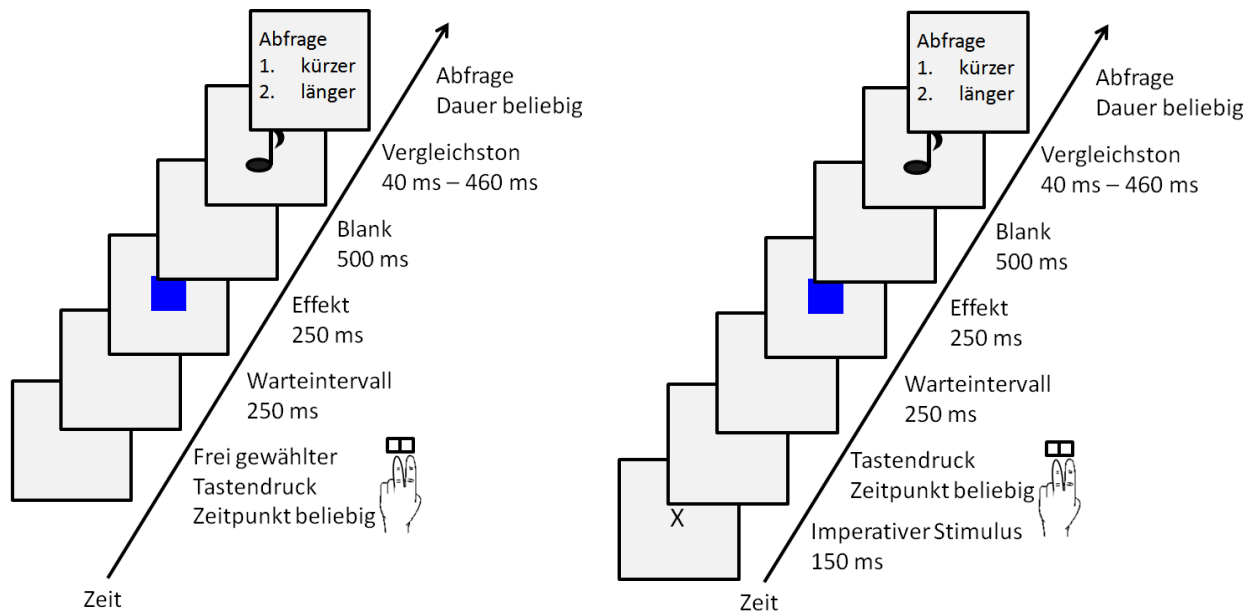 Abfrage
1. kürzer
2. länger
Abfrage
Dauer beliebig
Vergleichston
40 ms – 460 ms
Blank
500 ms
Effekt
250 ms
Warteintervall
250 ms
Frei gewählter
Tastendruck
Zeitpunkt beliebig
Zeit
Abfrage
1. kürzer
2. länger
Abfrage
Dauer beliebig
Vergleichston
40 ms – 460 ms
Blank
500 ms
Effekt
250 ms
Warteintervall
250 ms
Tastendruck
Zeitpunkt beliebig
X
Imperativer Stimulus
150 ms
Zeit